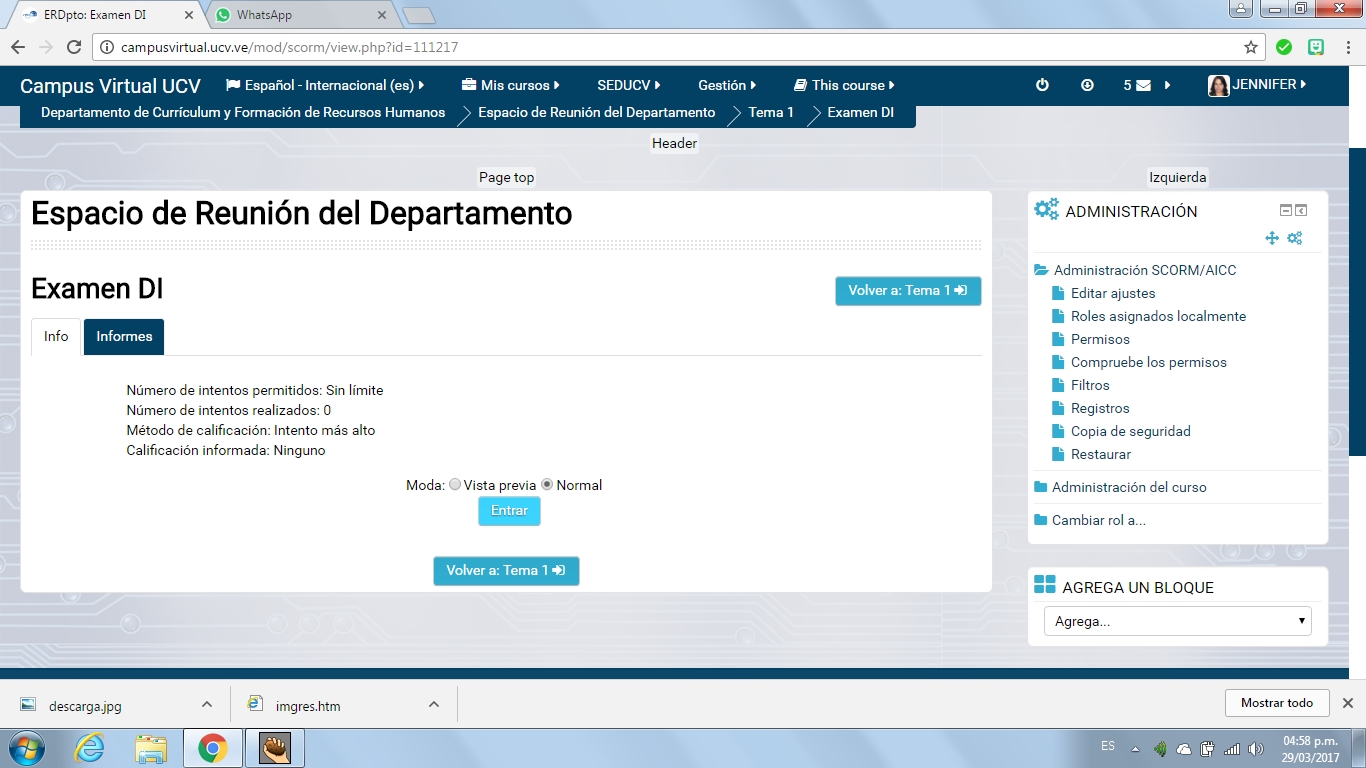 ERDpto: Examen DI
WhatsApp
campusvirtual.ucv.ve/mod/scorm/view.php?id=111217
Campus Virtual UCV
Español - Internacional (es)
Mis cursos
SEDUCV
Gestión
This course
5
JENNIFER
Departamento de Currículum y Formación de Recursos Humanos
Espacio de Reunión del Departamento
Tema 1
Examen DI
Header
Page top
Izquierda
Espacio de Reunión del Departamento
Examen DI
Volver a: Tema 1
Info
Informes
Número de intentos permitidos: Sin límite
Número de intentos realizados: 0
Método de calificación: Intento más alto
Calificación informada: Ninguno
Moda: Vista previa Normal
Entrar
Volver a: Tema 1
ADMINISTRACIÓN
Administración SCORM/AICC
Editar ajustes
Roles asignados localmente
Permisos
Compruebe los permisos
Filtros
Registros
Copia de seguridad
Restaurar
Administración del curso
Cambiar rol a...
AGREGA UN BLOQUE
Agrega...
descarga.jpg
imgres.htm
Mostrar todo
ES
04:58 p.m.
29/03/2017